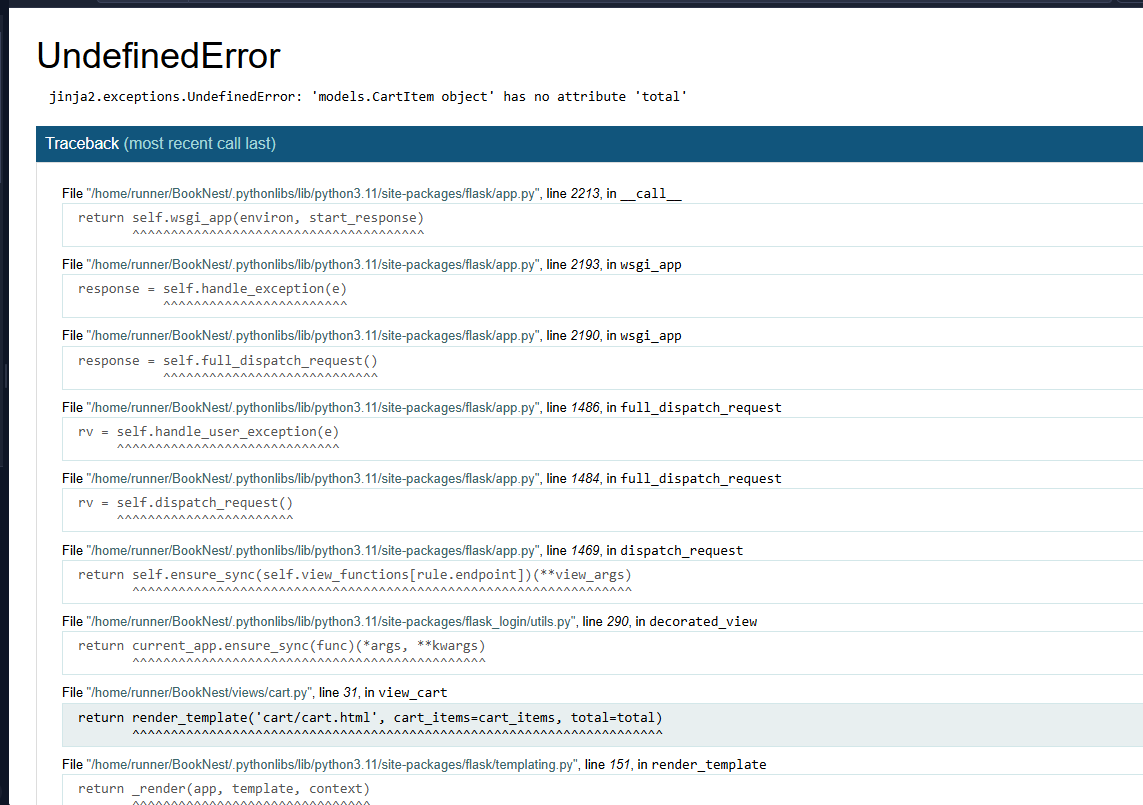 UndefinedError
jinja2.exceptions.UndefinedError: 'models.CartItem object' has no attribute 'total'
Traceback (most recent call last)
File "/home/runner/BookNest/.pythonlibs/lib/python3.11/site-packages/flask/app.py", line 2213, in __call__
return self.wsgi_app(environ, start_response)
^^^^^^^^^^^^^^^^^^^^^^^^^^^^^^^^^^^^^^
File "/home/runner/BookNest/.pythonlibs/lib/python3.11/site-packages/flask/app.py", line 2193, in wsgi_app
response = self.handle_exception(e)
^^^^^^^^^^^^^^^^^^^^^^^^
File "/home/runner/BookNest/.pythonlibs/lib/python3.11/site-packages/flask/app.py", line 2190, in wsgi_app
response = self.full_dispatch_request()
^^^^^^^^^^^^^^^^^^^^^^^^^^^^
File "/home/runner/BookNest/.pythonlibs/lib/python3.11/site-packages/flask/app.py", line 1486, in full_dispatch_request
rv = self.handle_user_exception(e)
^^^^^^^^^^^^^^^^^^^^^^^^^^^^^
File "/home/runner/BookNest/.pythonlibs/lib/python3.11/site-packages/flask/app.py", line 1484, in full_dispatch_request
rv = self.dispatch_request()
^^^^^^^^^^^^^^^^^^^^^^^
File "/home/runner/BookNest/.pythonlibs/lib/python3.11/site-packages/flask/app.py", line 1469, in dispatch_request
return self.ensure_sync(self.view_functions[rule.endpoint])(**view_args)
^^^^^^^^^^^^^^^^^^^^^^^^^^^^^^^^^^^^^^^^^^^^^^^^^^^^^^^^^^^^^^^^^
File "/home/runner/BookNest/.pythonlibs/lib/python3.11/site-packages/flask_login/utils.py", line 290, in decorated_view
return current_app.ensure_sync(func)(*args, **kwargs)
^^^^^^^^^^^^^^^^^^^^^^^^^^^^^^^^^^^^^^^^^^^^^^
File "/home/runner/BookNest/views/cart.py", line 31, in view_cart
return render_template('cart/cart.html', cart_items=cart_items, total=total)
^^^^^^^^^^^^^^^^^^^^^^^^^^^^^^^^^^^^^^^^^^^^^^^^^^^^^^^^^^^^^^^^^^^^^
File "/home/runner/BookNest/.pythonlibs/lib/python3.11/site-packages/flask/templating.py", line 151, in render_template
return _render(app, template, context)
^^^^^^^^^^^^^^^^^^^^^^^^^^^^^^^